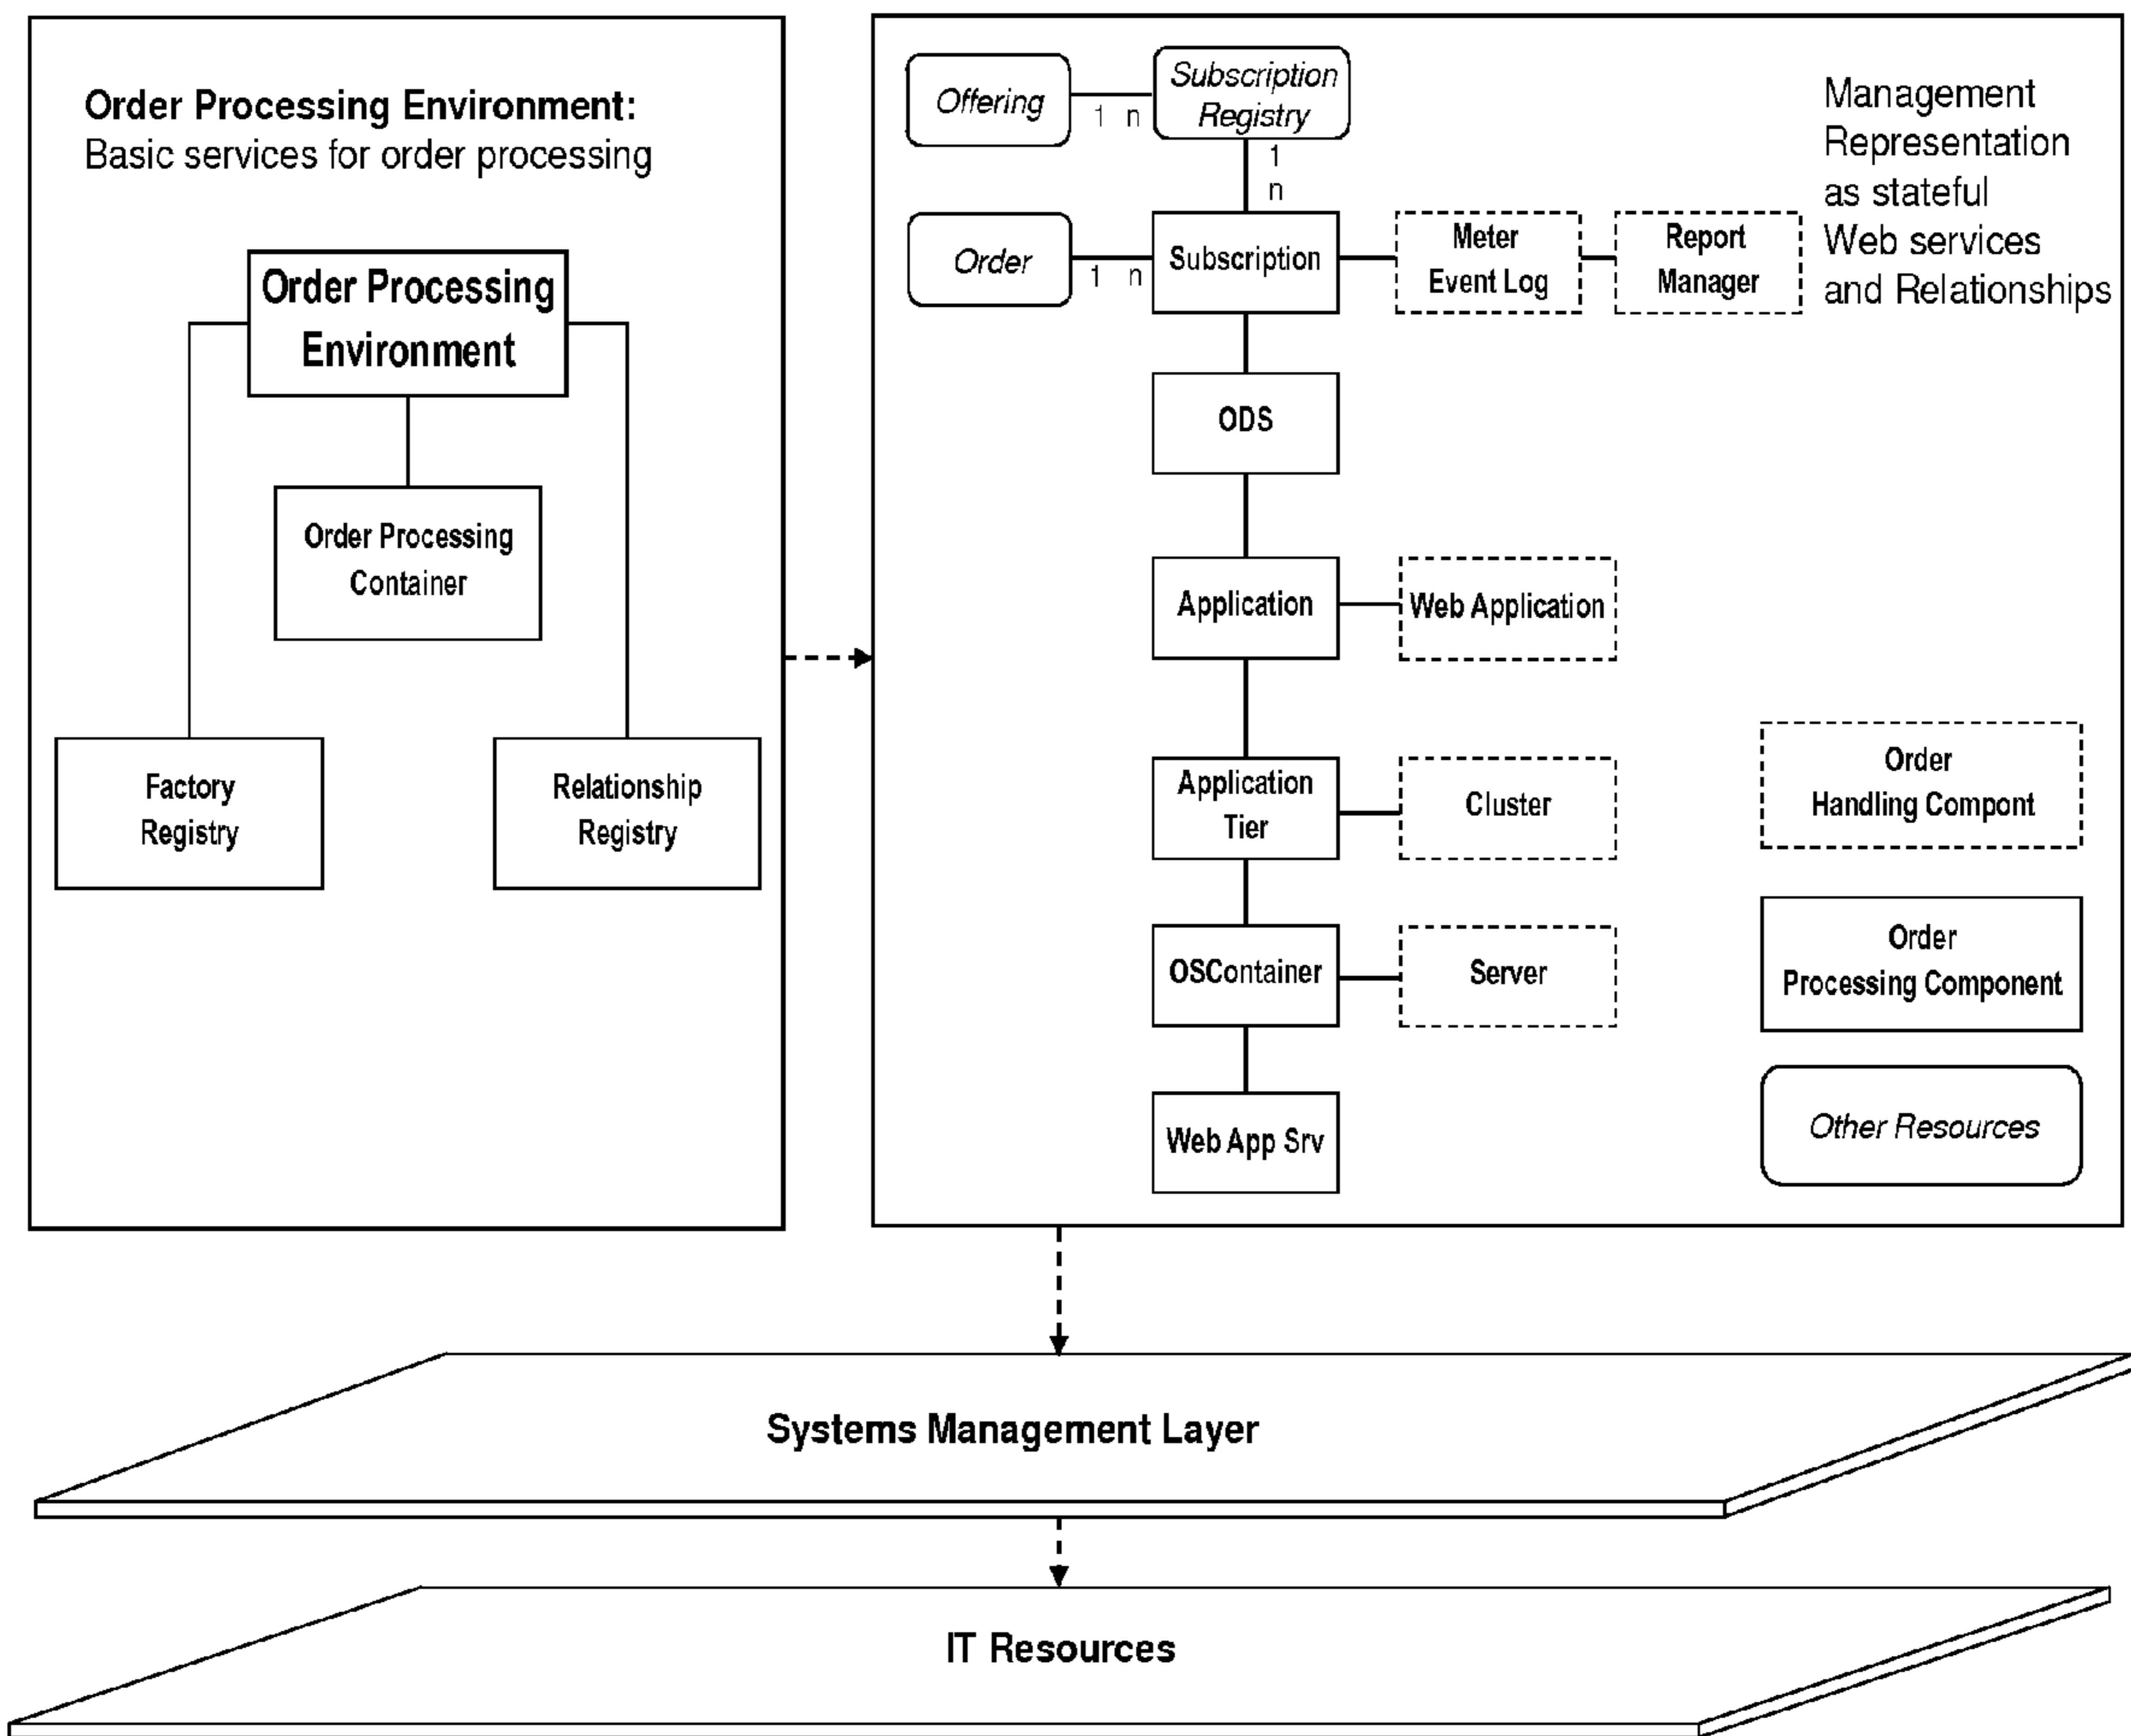 Order Processing Environment:
Basic services for order processing
Order Processing
Environment
Order Processing
Container
Factory
Registry
Relationship
Registry
Offering
1 n
Subscription
Registry
1
n
Management
Representation
as stateful
Web services
and Relationships
Order
1 n
Subscription
Meter
Event Log
Report
Manager
ODS
Application
Web Application
Application
Tier
Cluster
OSContainer
Server
Web App Srv
Order
Handling Compont
Order
Processing Component
Other Resources
Systems Management Layer
IT Resources